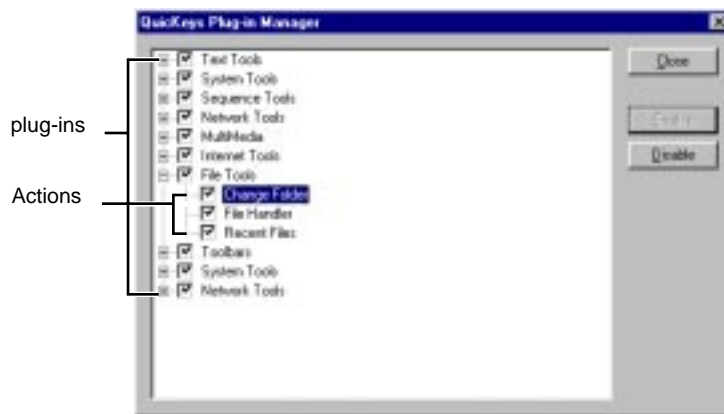 QuicKeys Plug-in Manager
Text Tools
System Tools
Sequence Tools
Network Tools
MultiMedia
Internet Tools
File Tools
Change Folder
File Handler
Recent Files
Toolbars
System Tools
Network Tools
Close
Enable
Disable
plug-ins
Actions